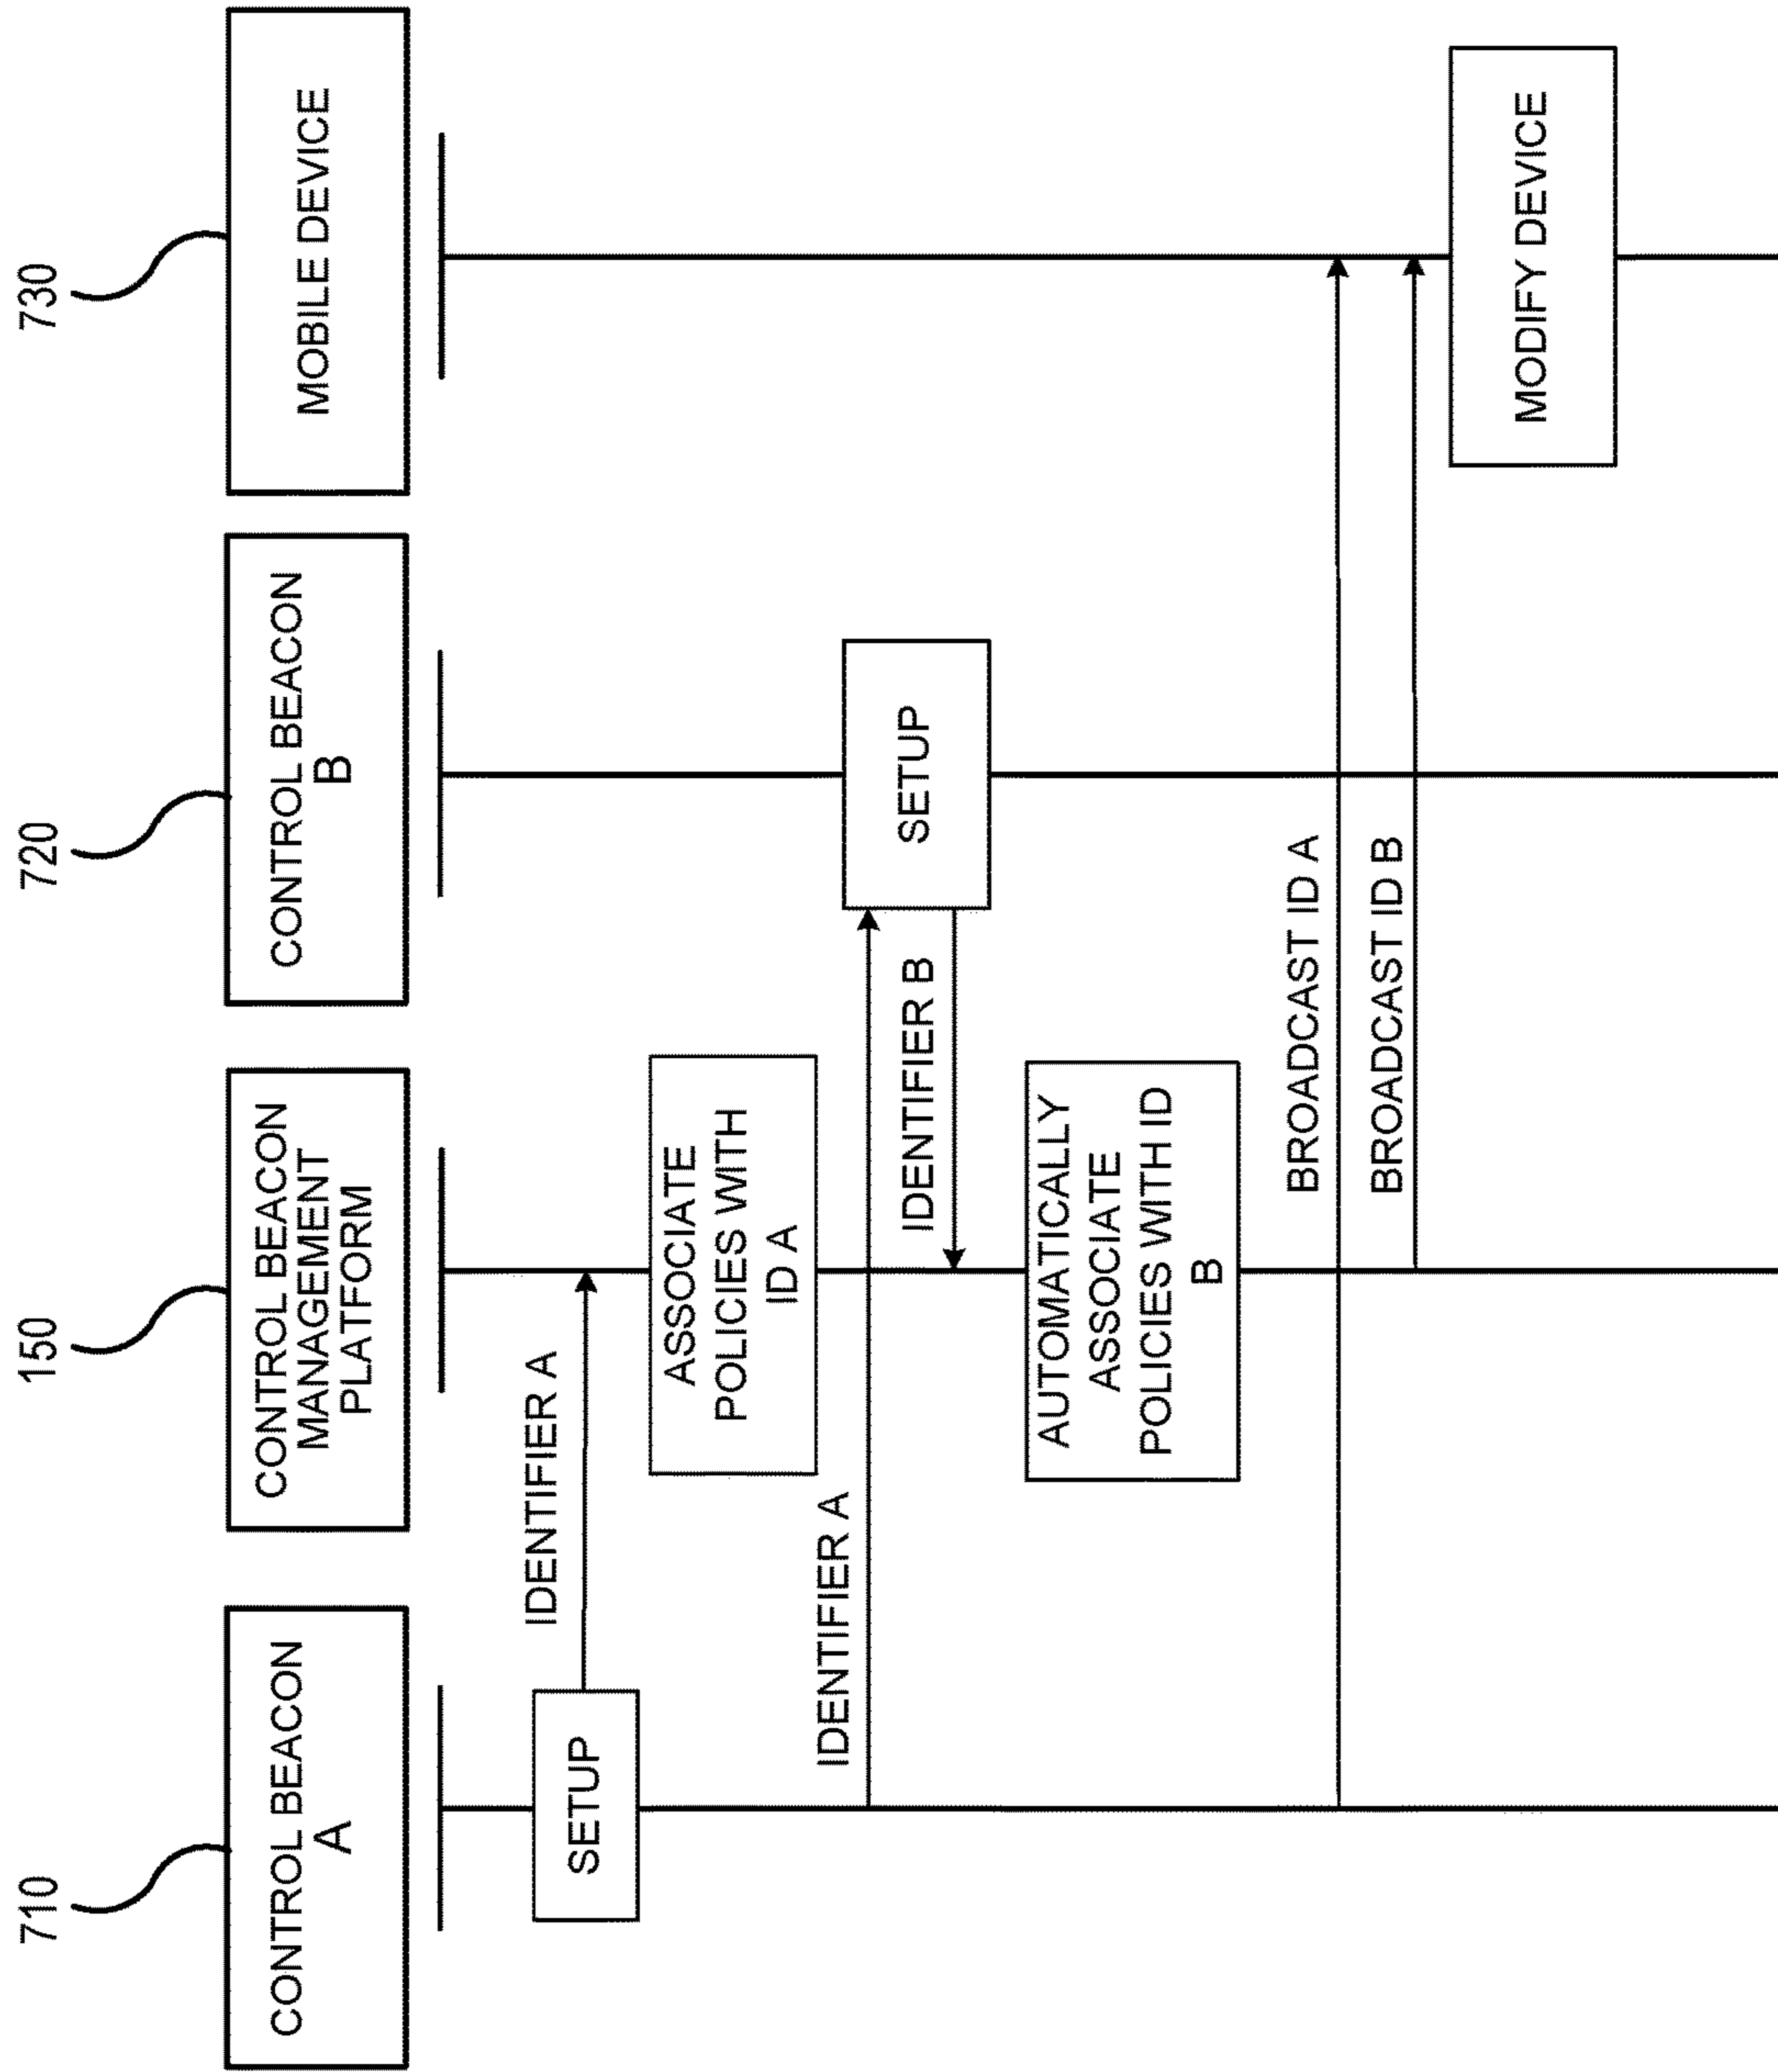 710
150
720
730
CONTROL BEACON
A
CONTROL BEACON
MANAGEMENT
PLATFORM
CONTROL BEACON
B
MOBILE DEVICE
SETUP
IDENTIFIER A
ASSOCIATE
POLICIES WITH
ID A
IDENTIFIER A
SETUP
IDENTIFIER B
AUTOMATICALLY
ASSOCIATE
POLICIES WITH ID
B
BROADCAST ID A
BROADCAST ID B
MODIFY DEVICE